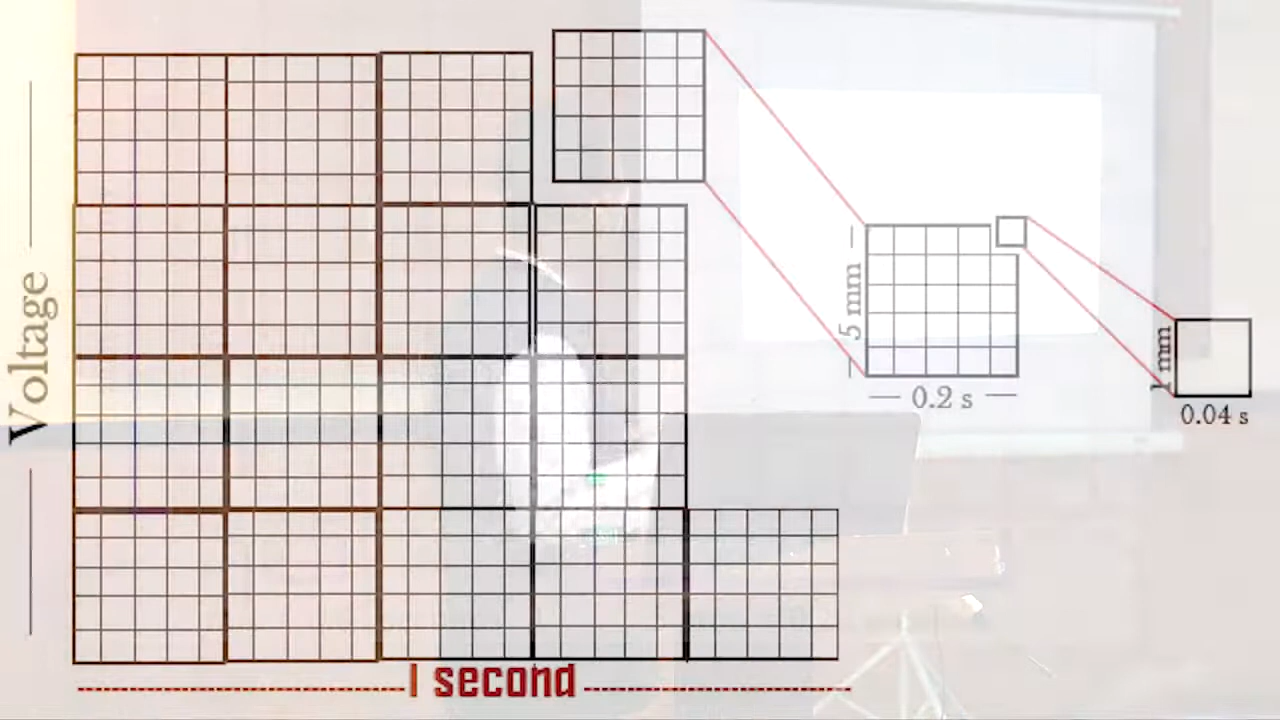 Voltage
5 mm
0.2 s
1 mm
0.04 s
1 second